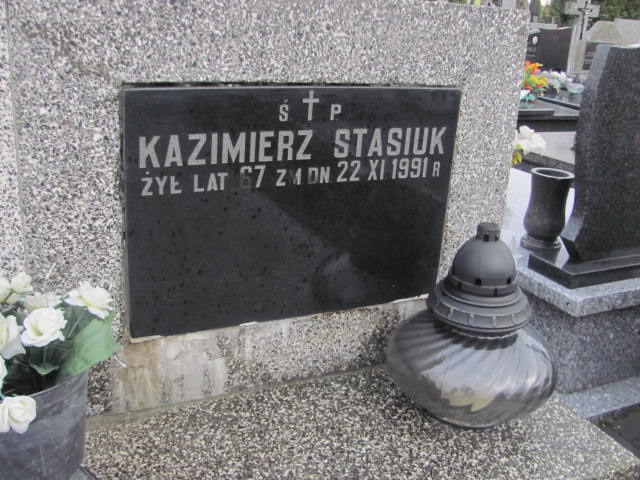 Ś P
KAZIMIERZ STASIUK
ŻYŁ LAT 67 ZM DN 22 XI 1991 R